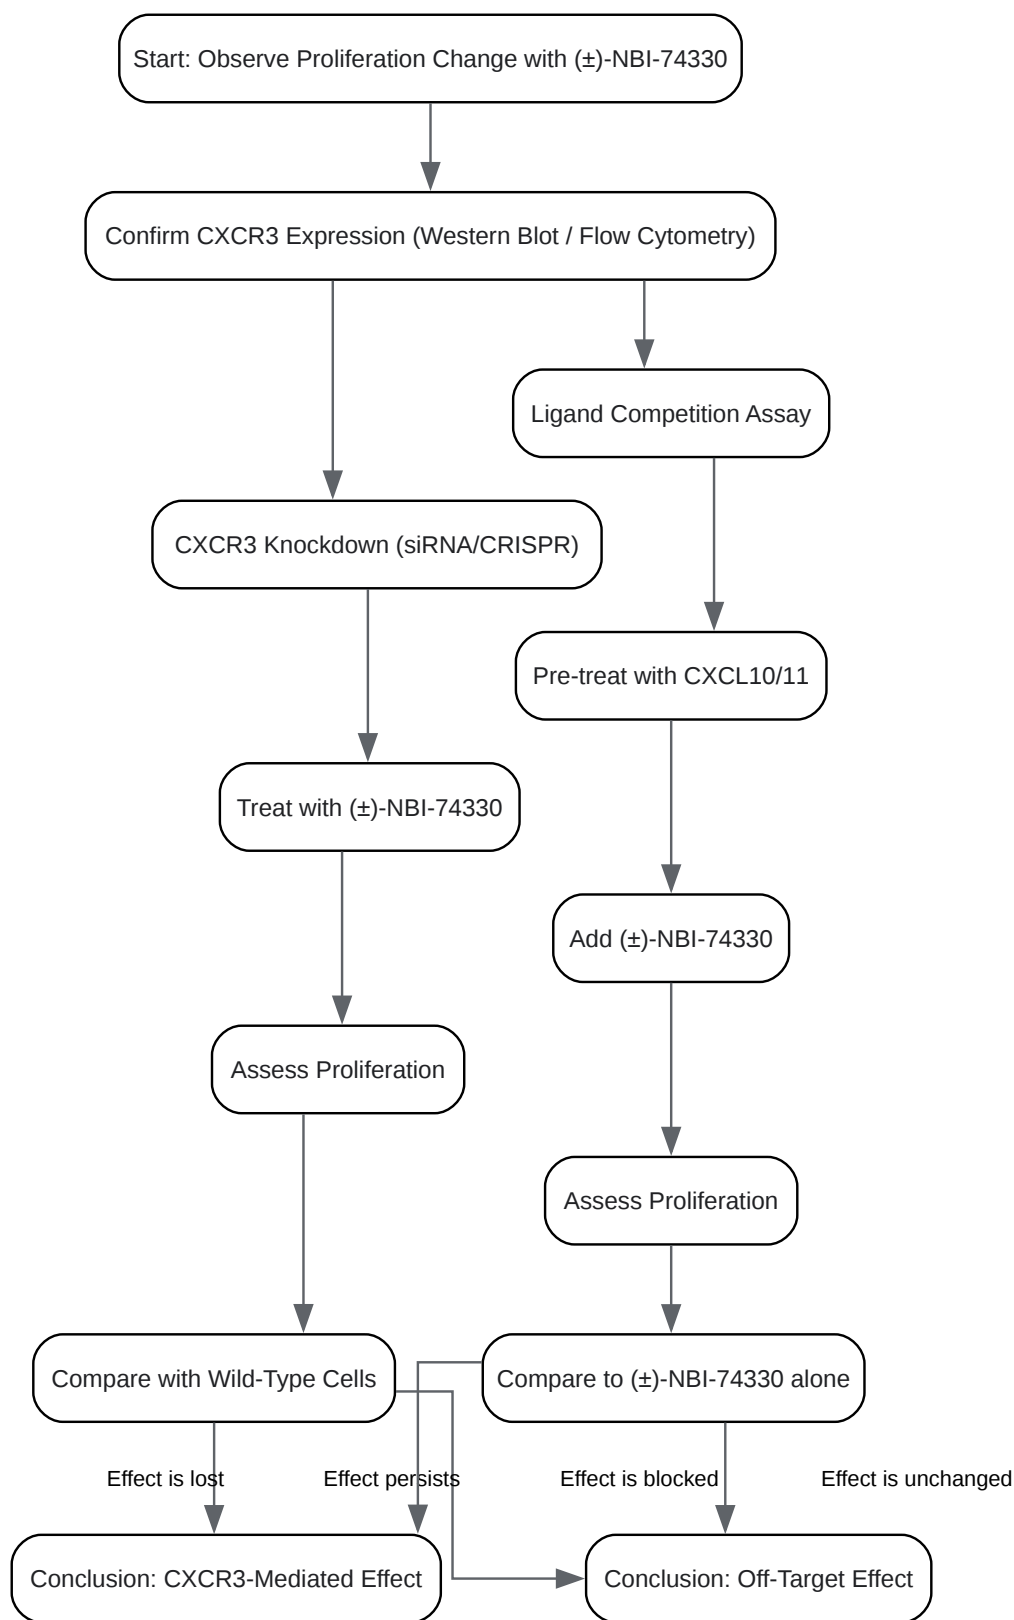 Start: Observe Proliferation Change with (±)-NBI-74330
Confirm CXCR3 Expression (Western Blot / Flow Cytometry)
Ligand Competition Assay
CXCR3 Knockdown (siRNA/CRISPR)
Pre-treat with CXCL10/11
Treat with (±)-NBI-74330
Add (±)-NBI-74330
Assess Proliferation
Assess Proliferation
Compare with Wild-Type Cells
Compare to (±)-NBI-74330 alone
Effect is lost
Effect persists
Effect is blocked
Effect is unchanged
Conclusion: CXCR3-Mediated Effect
Conclusion: Off-Target Effect